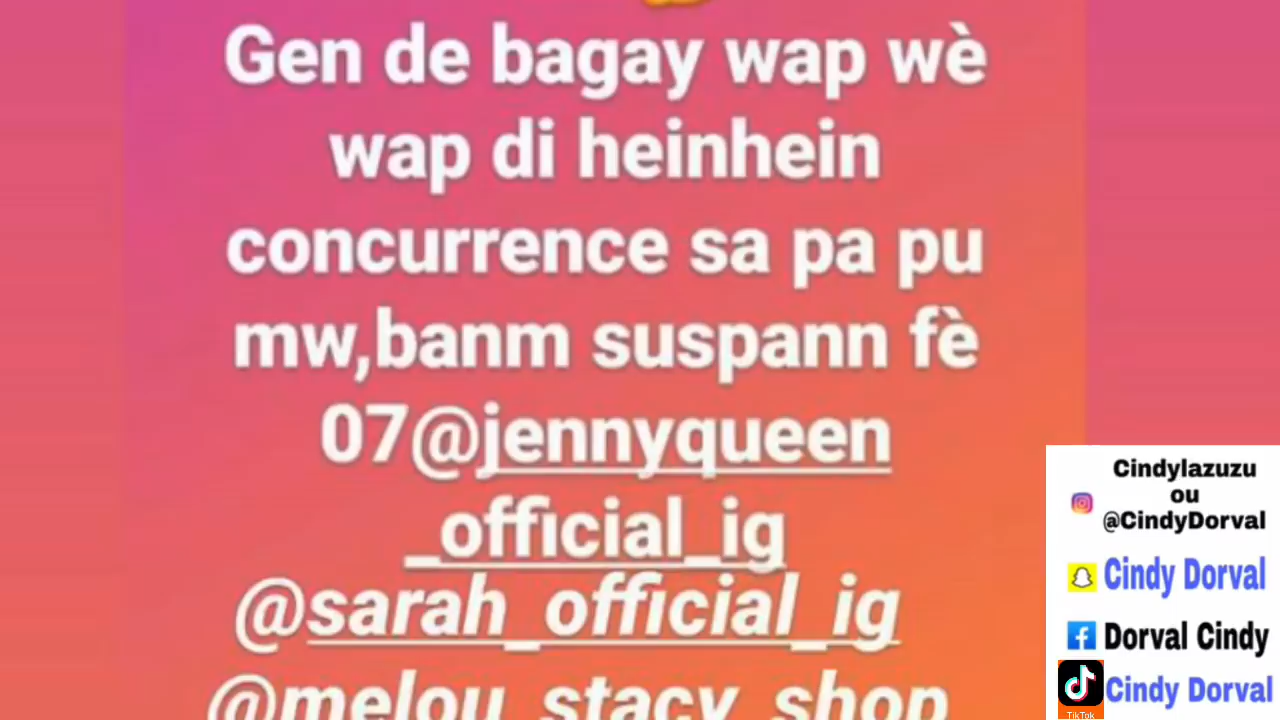 Gen de bagay wap wè
wap di heinhein
concurrence sa pa pu
mw,banm suspann fè
07@jennyqueen
_official_ig
@sarah_official_ig
@melou_stacy_shop
Cindylazuzu
ou
@CindyDorval
Cindy Dorval
Dorval Cindy
Cindy Dorval
TikTok